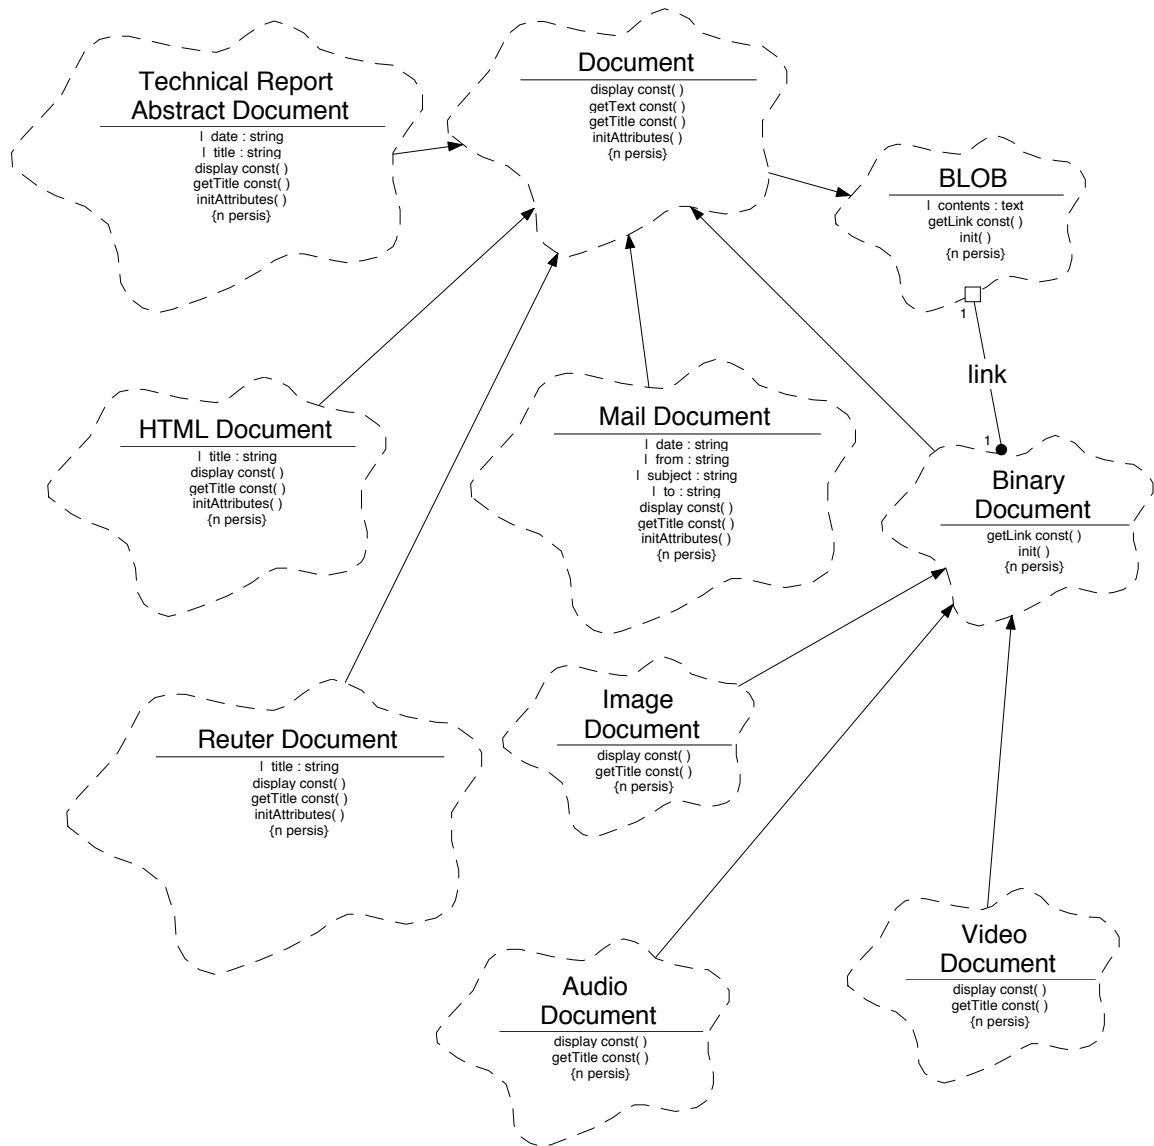 Technical Report
Abstract Document
l date : string
l title : string
display const( )
getTitle const( )
initAttributes( )
{n persis}
Document
display const( )
getText const( )
getTitle const( )
initAttributes( )
{n persis}
BLOB
l contents : text
getLink const( )
init( )
{n persis}
1
link
1
HTML Document
l title : string
display const( )
getTitle const( )
initAttributes( )
{n persis}
Mail Document
l date : string
l from : string
l subject : string
l to : string
display const( )
getTitle const( )
initAttributes( )
{n persis}
Binary
Document
getLink const( )
init( )
{n persis}
Reuter Document
l title : string
display const( )
getTitle const( )
initAttributes( )
{n persis}
Image
Document
display const( )
getTitle const( )
{n persis}
Audio
Document
display const( )
getTitle const( )
{n persis}
Video
Document
display const( )
getTitle const( )
{n persis}